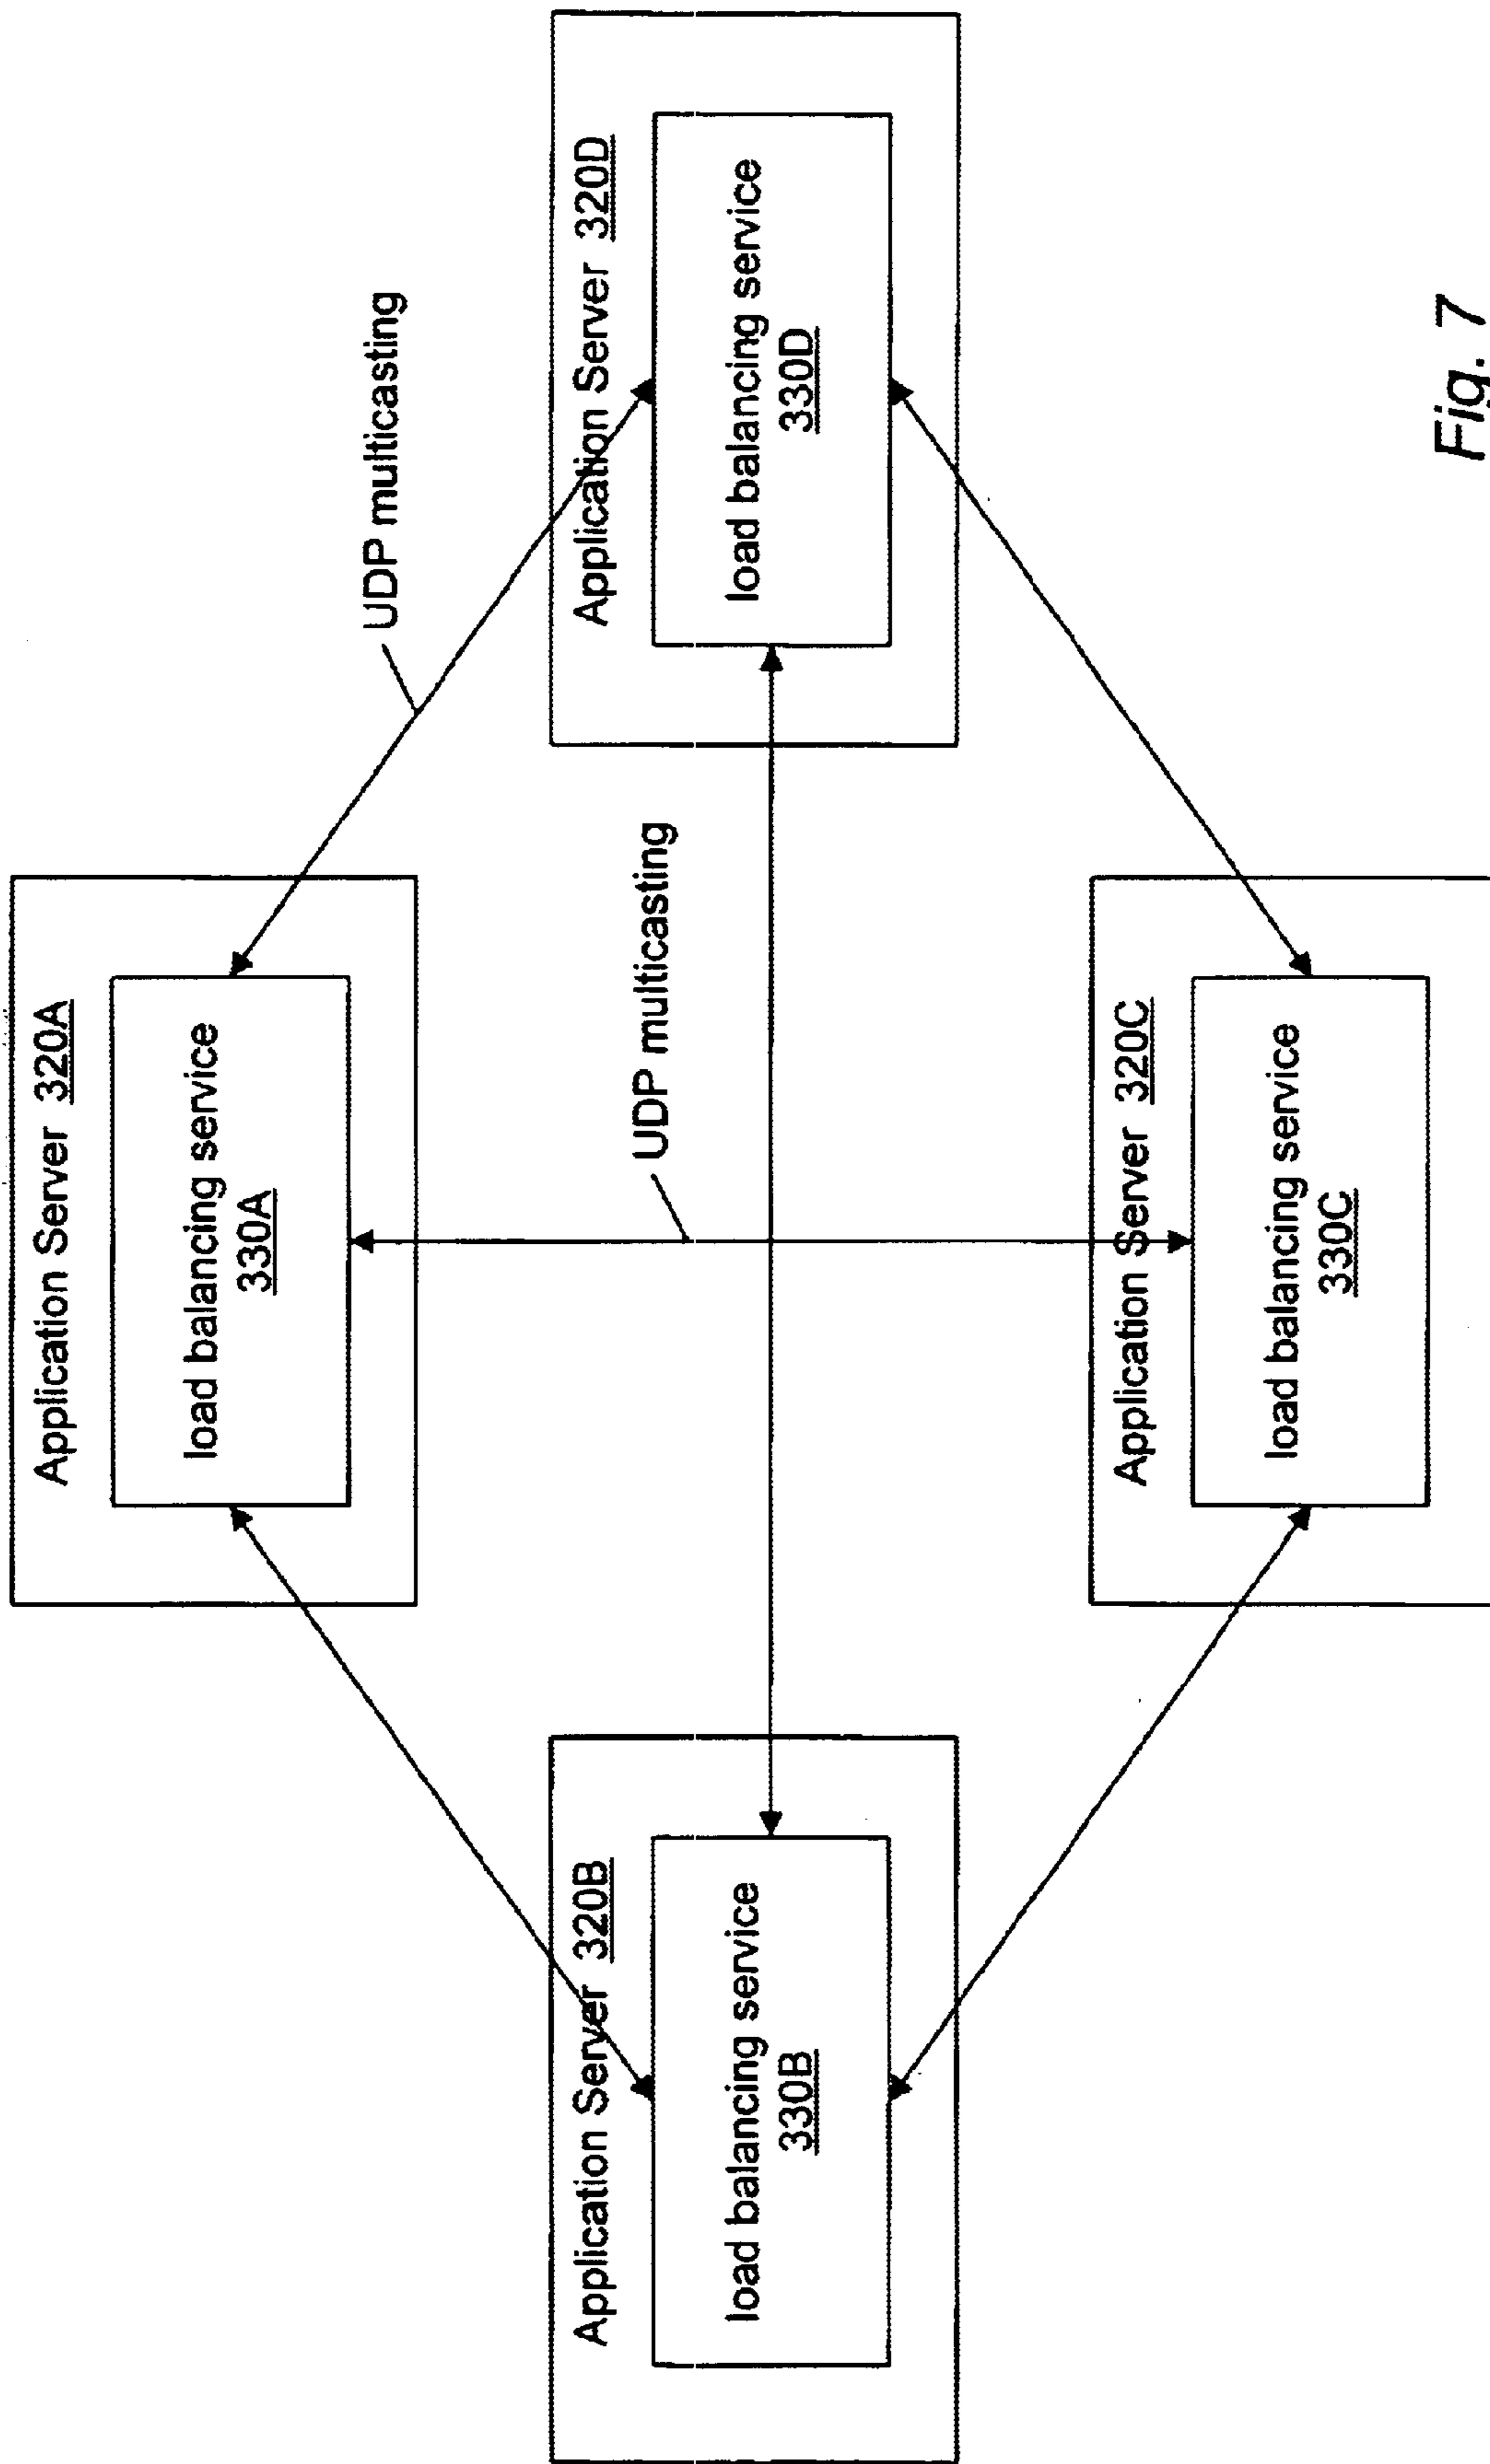 Application Server 320A
load balancing service
330A
UDP multicasting
Application Server 320B
load balancing service
330B
UDP multicasting
Application Server 320D
load balancing service
330D
Application Server 320C
load balancing service
330C
Fig. 7